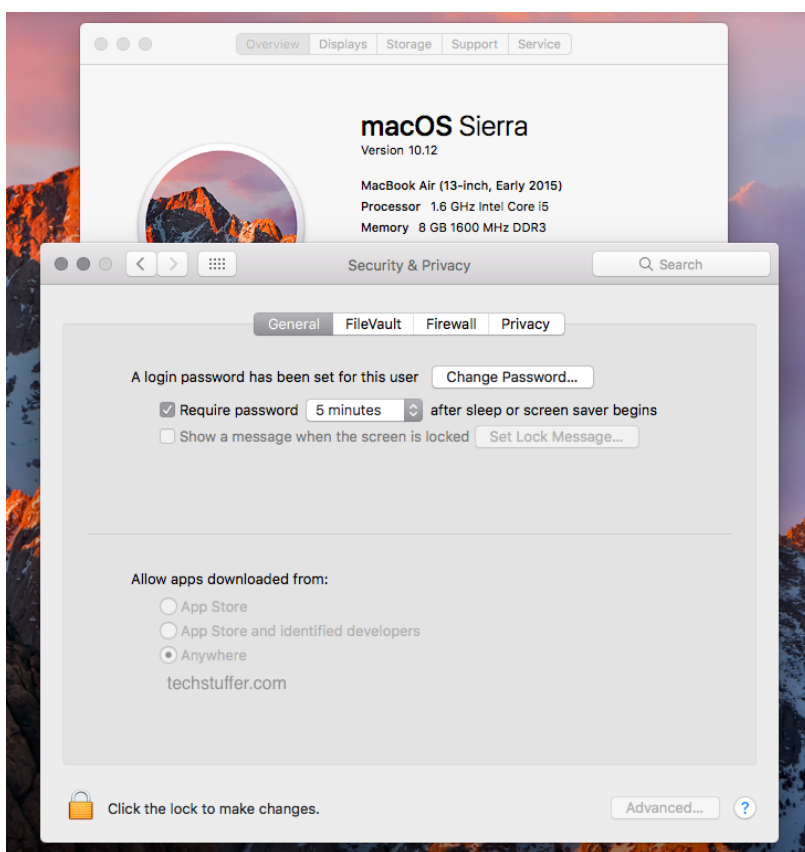 Overview Displays Storage Support Service
macOS Sierra
Version 10.12
MacBook Air (13-inch, Early 2015)
Processor 1.6 GHz Intel Core i5
Memory 8 GB 1600 MHz DDR3
Security & Privacy Search
General FileVault Firewall Privacy
A login password has been set for this user Change Password...
Require password 5 minutes after sleep or screen saver begins
Show a message when the screen is locked Set Lock Message...
Allow apps downloaded from:
App Store
App Store and identified developers
Anywhere
techstuffer.com
Click the lock to make changes. Advanced... ?